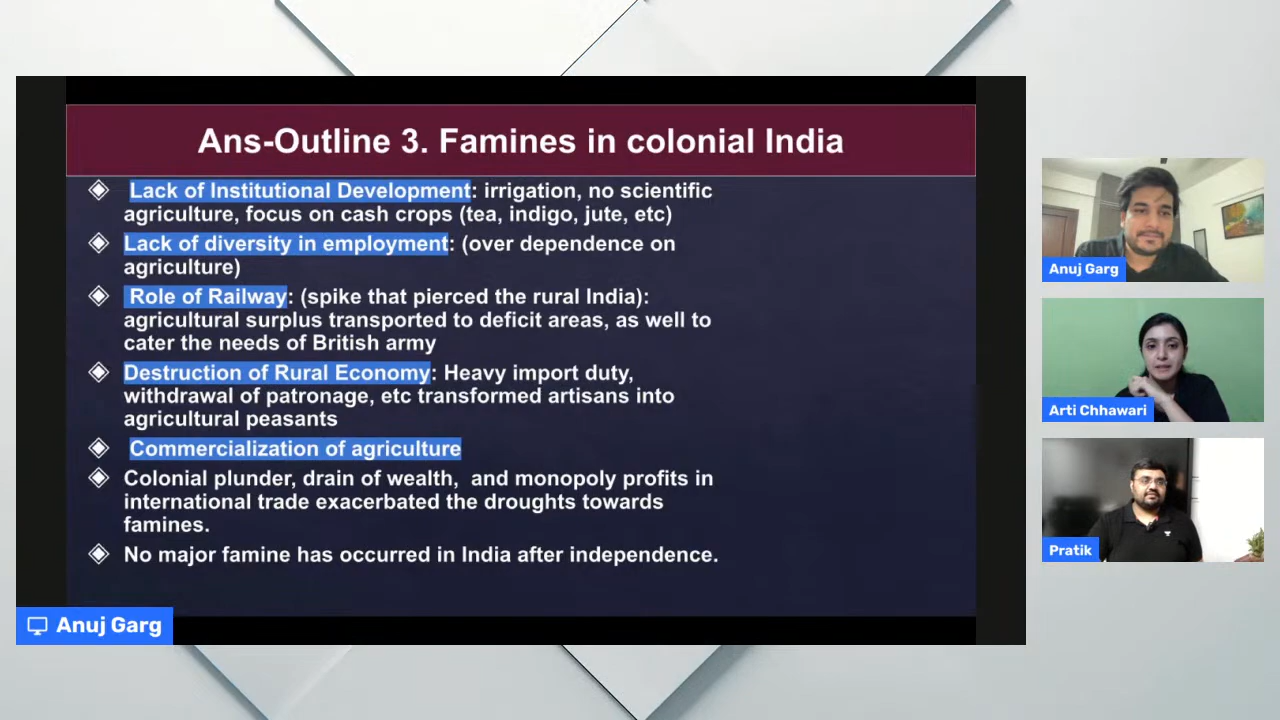 Ans-Outline 3. Famines in colonial India
Lack of Institutional Development: irrigation, no scientific
agriculture, focus on cash crops (tea, indigo, jute, etc)
Lack of diversity in employment: (over dependence on
agriculture)
Role of Railway: (spike that pierced the rural India):
agricultural surplus transported to deficit areas, as well to
cater the needs of British army
Destruction of Rural Economy: Heavy import duty,
withdrawal of patronage, etc transformed artisans into
agricultural peasants
Commercialization of agriculture
Colonial plunder, drain of wealth, and monopoly profits in
international trade exacerbated the droughts towards
famines.
No major famine has occurred in India after independence.
Anuj Garg
Anuj Garg
Arti Chhawari
Pratik